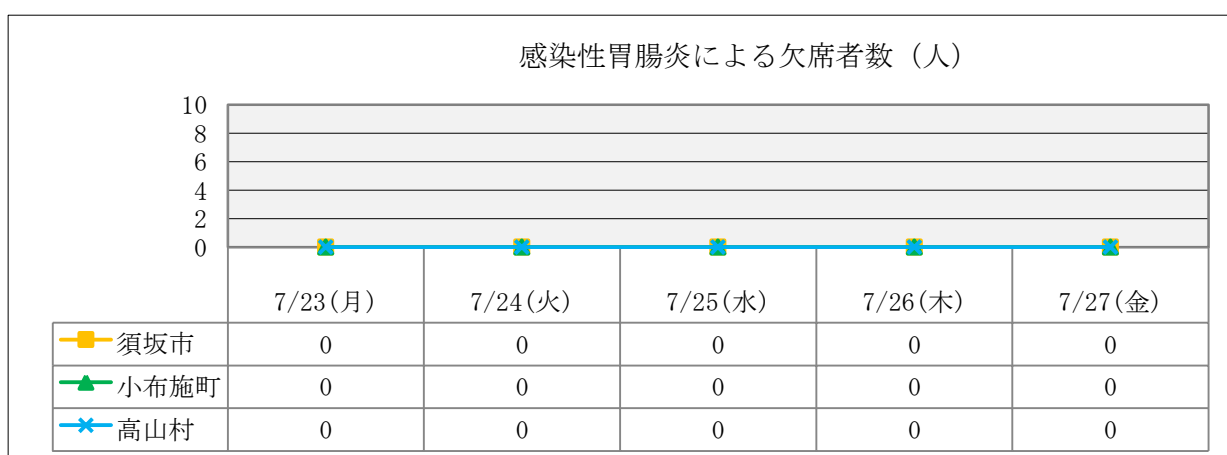 感染性胃腸炎による欠席者数（人）
10
8
6
4
2
0
7/23(月) 7/24(火) 7/25(水) 7/26(木) 7/27(金)
須坂市 0 0 0 0 0
小布施町 0 0 0 0 0
高山村 0 0 0 0 0